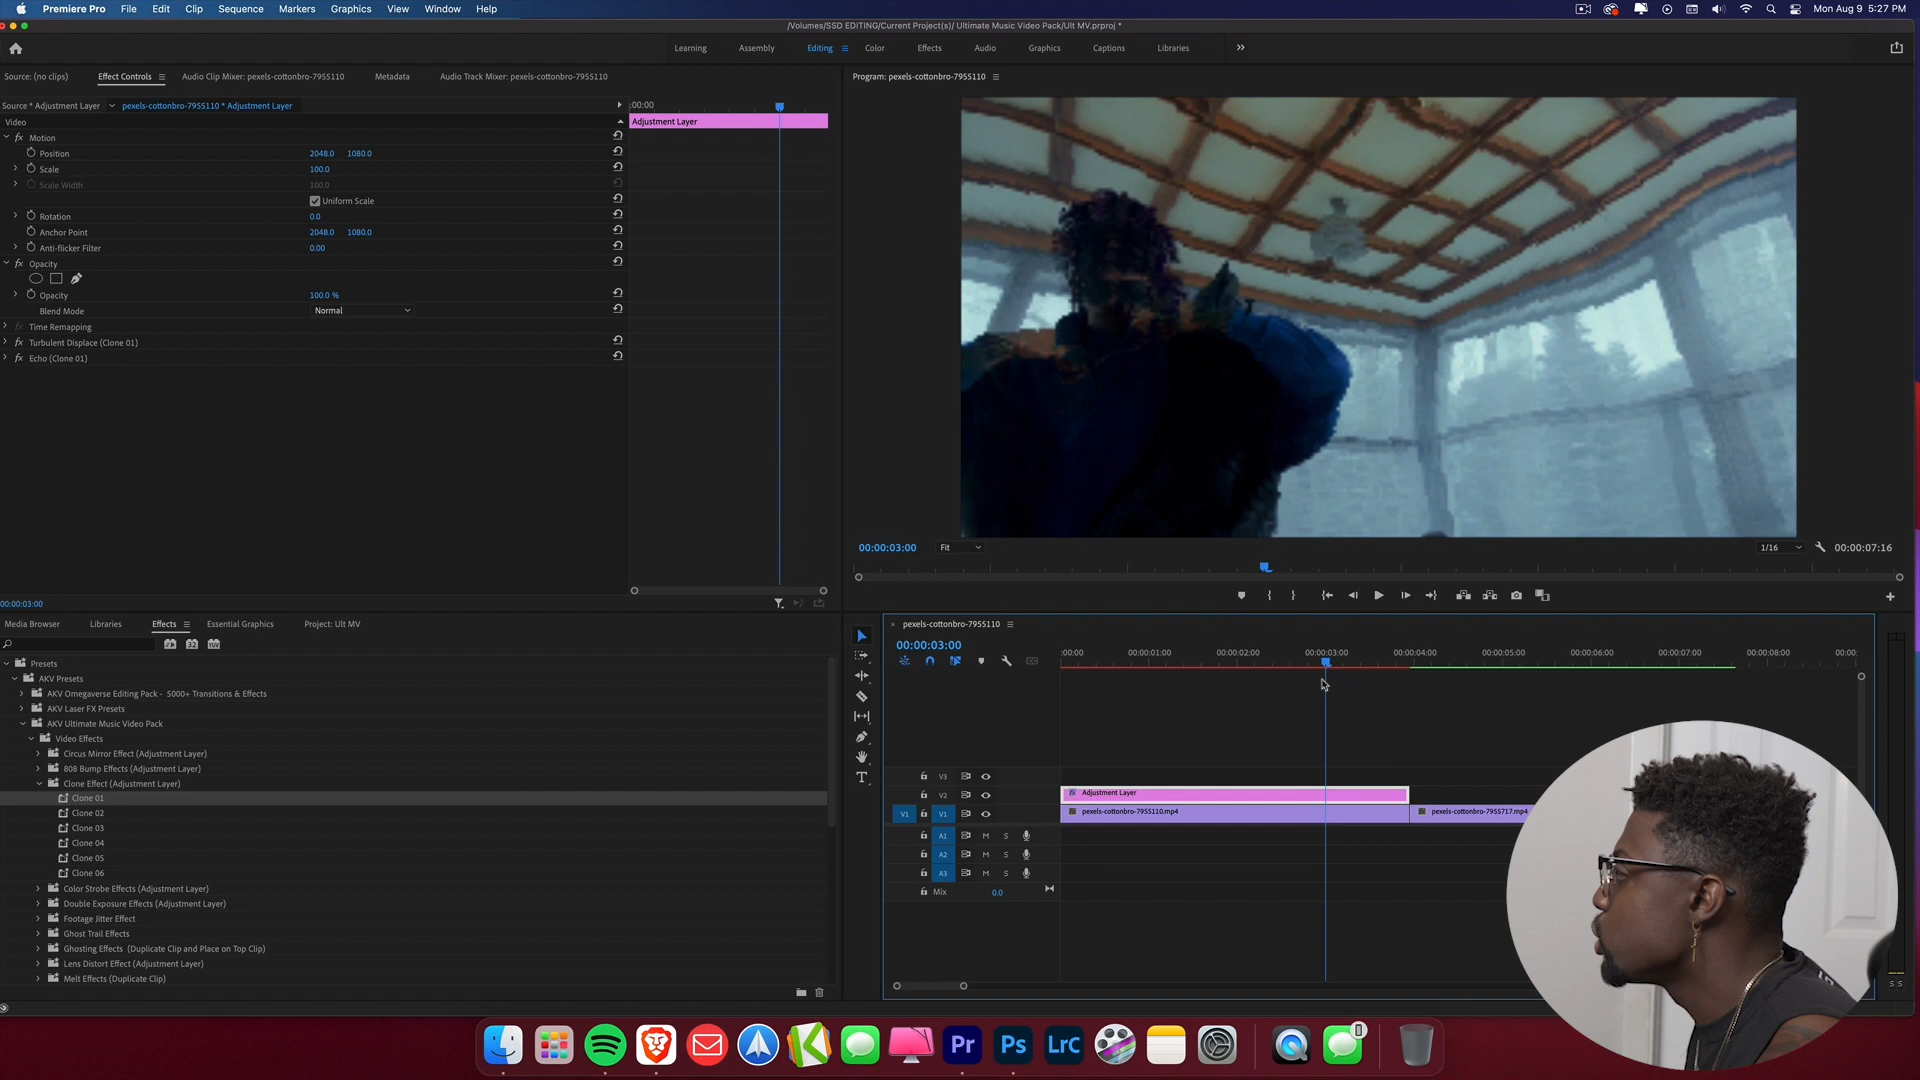 Premiere Pro File Edit Clip Sequence Markers Graphics View Window Help Mon Aug 9 5:27 PM
/Volumes/SSD EDITING/Current Project(s)/ Ultimate Music Video Pack/Ult MV.prproj *
Learning Assembly Editing Color Effects Audio Graphics Captions Libraries
Source: (no clips) Effect Controls Audio Clip Mixer: pexels-cottonbro-7955110 Metadata Audio Track Mixer: pexels-cottonbro-7955110
Program: pexels-cottonbro-7955110
Source * Adjustment Layer pexels-cottonbro-7955110 * Adjustment Layer :00:00
Video Adjustment Layer
fx Motion
Position 2048.0 1080.0
Scale 100.0
Scale Width 100.0
Uniform Scale
Rotation 0.0
Anchor Point 2048.0 1080.0
Anti-flicker Filter 0.00
fx Opacity
Opacity 100.0 %
Blend Mode Normal
fx Time Remapping
fx Turbulent Displace (Clone 01)
fx Echo (Clone 01)
00:00:03:00
00:00:03:00 Fit 1/16 00:00:07:16
Media Browser Libraries Effects Essential Graphics Project: Ult MV
32 YUV
Presets
AKV Presets
AKV Omegaverse Editing Pack - 5000+ Transitions & Effects
AKV Laser FX Presets
AKV Ultimate Music Video Pack
Video Effects
Circus Mirror Effect (Adjustment Layer)
808 Bump Effects (Adjustment Layer)
Clone Effect (Adjustment Layer)
Clone 01
Clone 02
Clone 03
Clone 04
Clone 05
Clone 06
Color Strobe Effects (Adjustment Layer)
Double Exposure Effects (Adjustment Layer)
Footage Jitter Effect
Ghost Trail Effects
Ghosting Effects (Duplicate Clip and Place on Top Clip)
Lens Distort Effect (Adjustment Layer)
Melt Effects (Duplicate Clip)
pexels-cottonbro-7955110
00:00:03:00
:00:00 00:00:01:00 00:00:02:00 00:00:03:00 00:00:04:00 00:00:05:00 00:00:06:00 00:00:07:00 00:00:08:00 00:00:
V3
V2 Adjustment Layer
V1 V1 pexels-cottonbro-7955110.mp4 pexels-cottonbro-7955717.mp4
A1 M S
A2 M S
A3 M S
Mix 0.0
S S
Pr Ps LrC